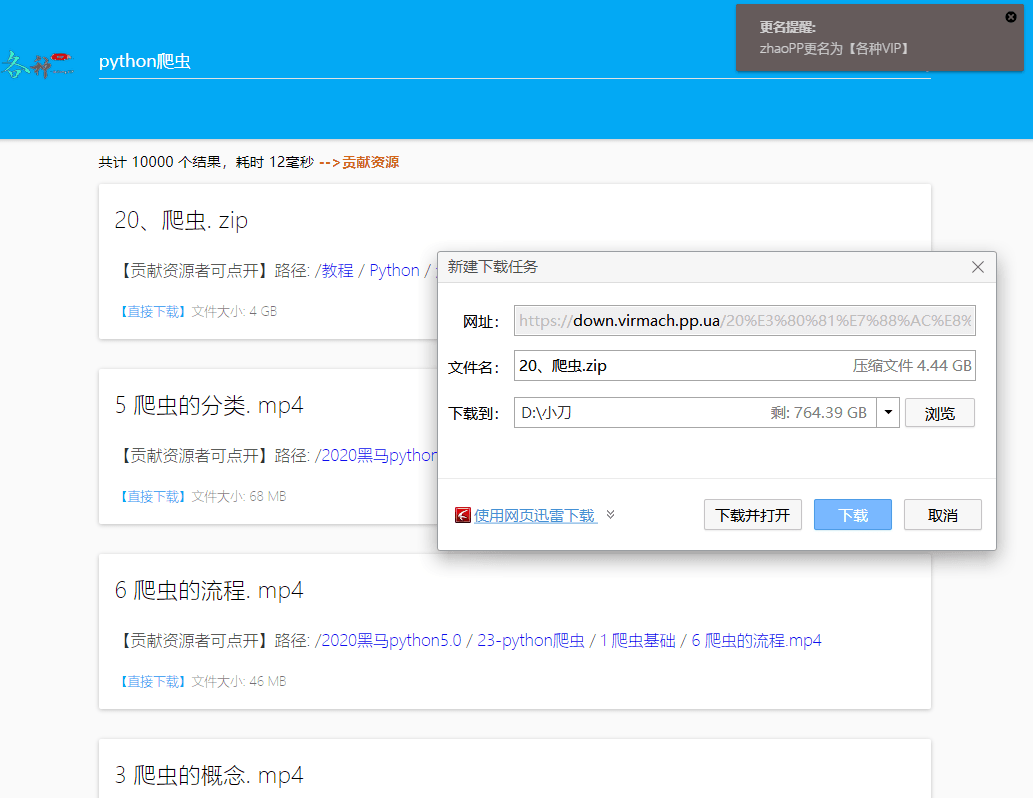 更名提醒:
zhaoPP更名为【各种VIP】
各种
python爬虫
共计 10000 个结果，耗时 12毫秒 -->贡献资源
20、爬虫. zip
【贡献资源者可点开】路径: /教程 / Python /
【直接下载】文件大小: 4 GB
新建下载任务
网址： https://down.virmach.pp.ua/20%E3%80%81%E7%88%AC%E8%
文件名： 20、爬虫.zip 压缩文件 4.44 GB
下载到： D:\小刀 剩: 764.39 GB 浏览
使用网页迅雷下载 下载并打开 下载 取消
5 爬虫的分类. mp4
【贡献资源者可点开】路径: /2020黑马python
【直接下载】文件大小: 68 MB
6 爬虫的流程. mp4
【贡献资源者可点开】路径: /2020黑马python5.0 / 23-python爬虫 / 1 爬虫基础 / 6 爬虫的流程.mp4
【直接下载】文件大小: 46 MB
3 爬虫的概念. mp4